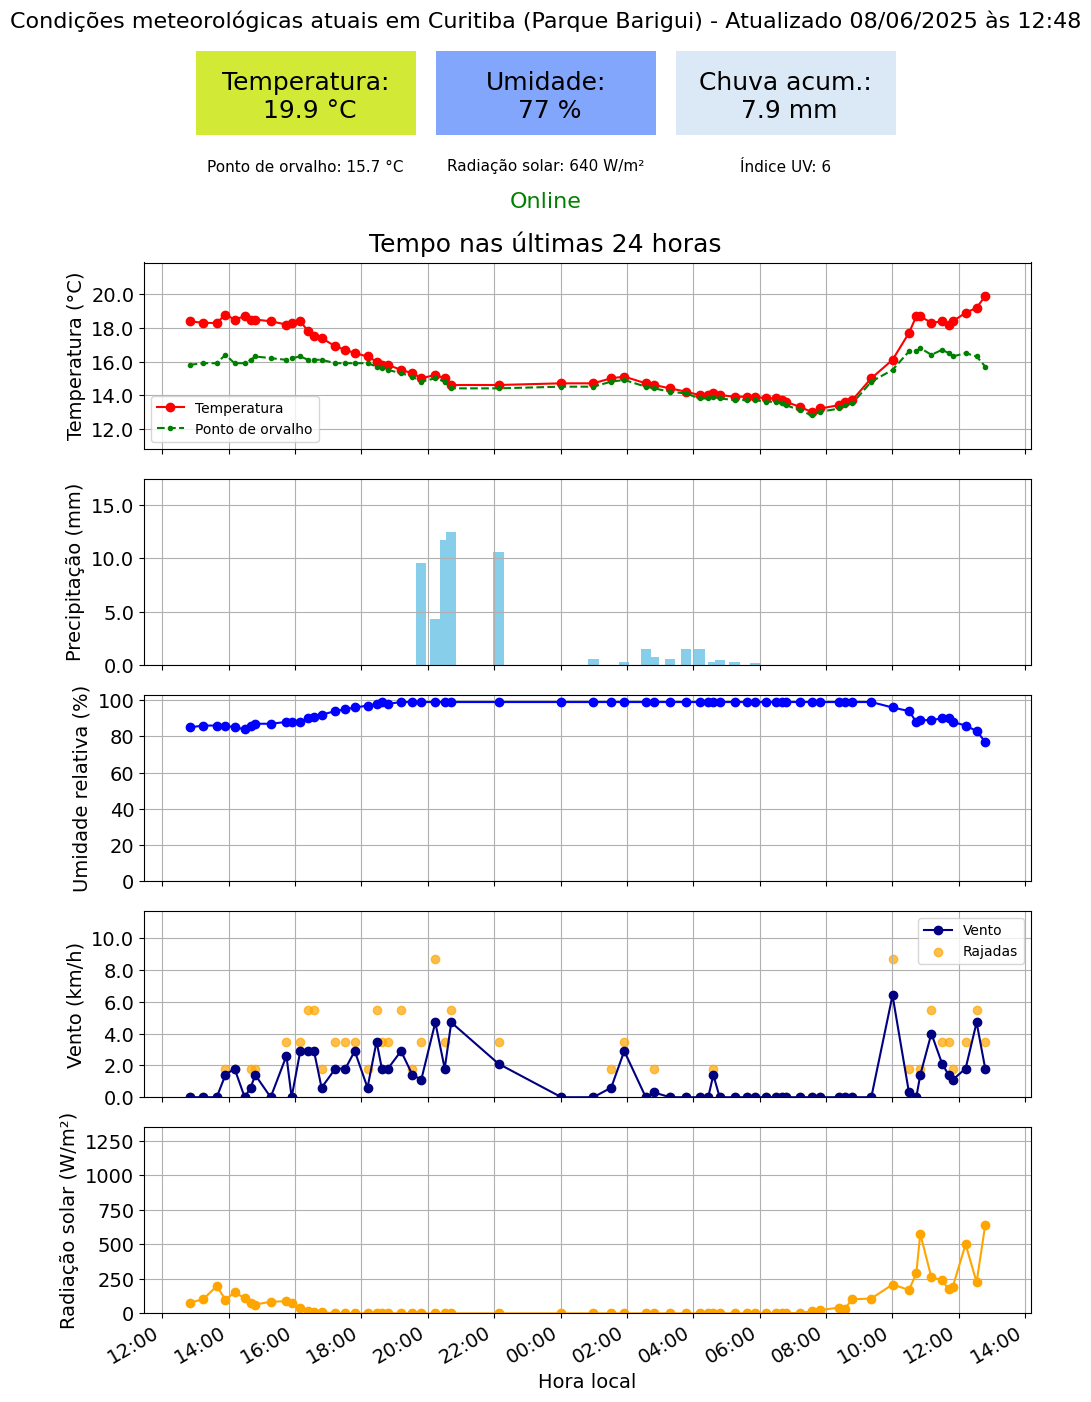 Condições meteorológicas atuais em Curitiba (Parque Barigui) - Atualizado 08/06/2025 às 12:48
Temperatura:
19.9 °C
Umidade:
77 %
Chuva acum.:
7.9 mm
Ponto de orvalho: 15.7 °C
Radiação solar: 640 W/m²
Índice UV: 6
Online
Tempo nas últimas 24 horas
Temperatura (°C)
20.0
18.0
16.0
14.0
12.0
Temperatura
Ponto de orvalho
Precipitação (mm)
15.0
10.0
5.0
0.0
Umidade relativa (%)
100
80
60
40
20
0
Vento (km/h)
10.0
8.0
6.0
4.0
2.0
0.0
Vento
Rajadas
Radiação solar (W/m²)
1250
1000
750
500
250
0
12:00
14:00
16:00
18:00
20:00
22:00
00:00
02:00
04:00
06:00
08:00
10:00
12:00
14:00
Hora local